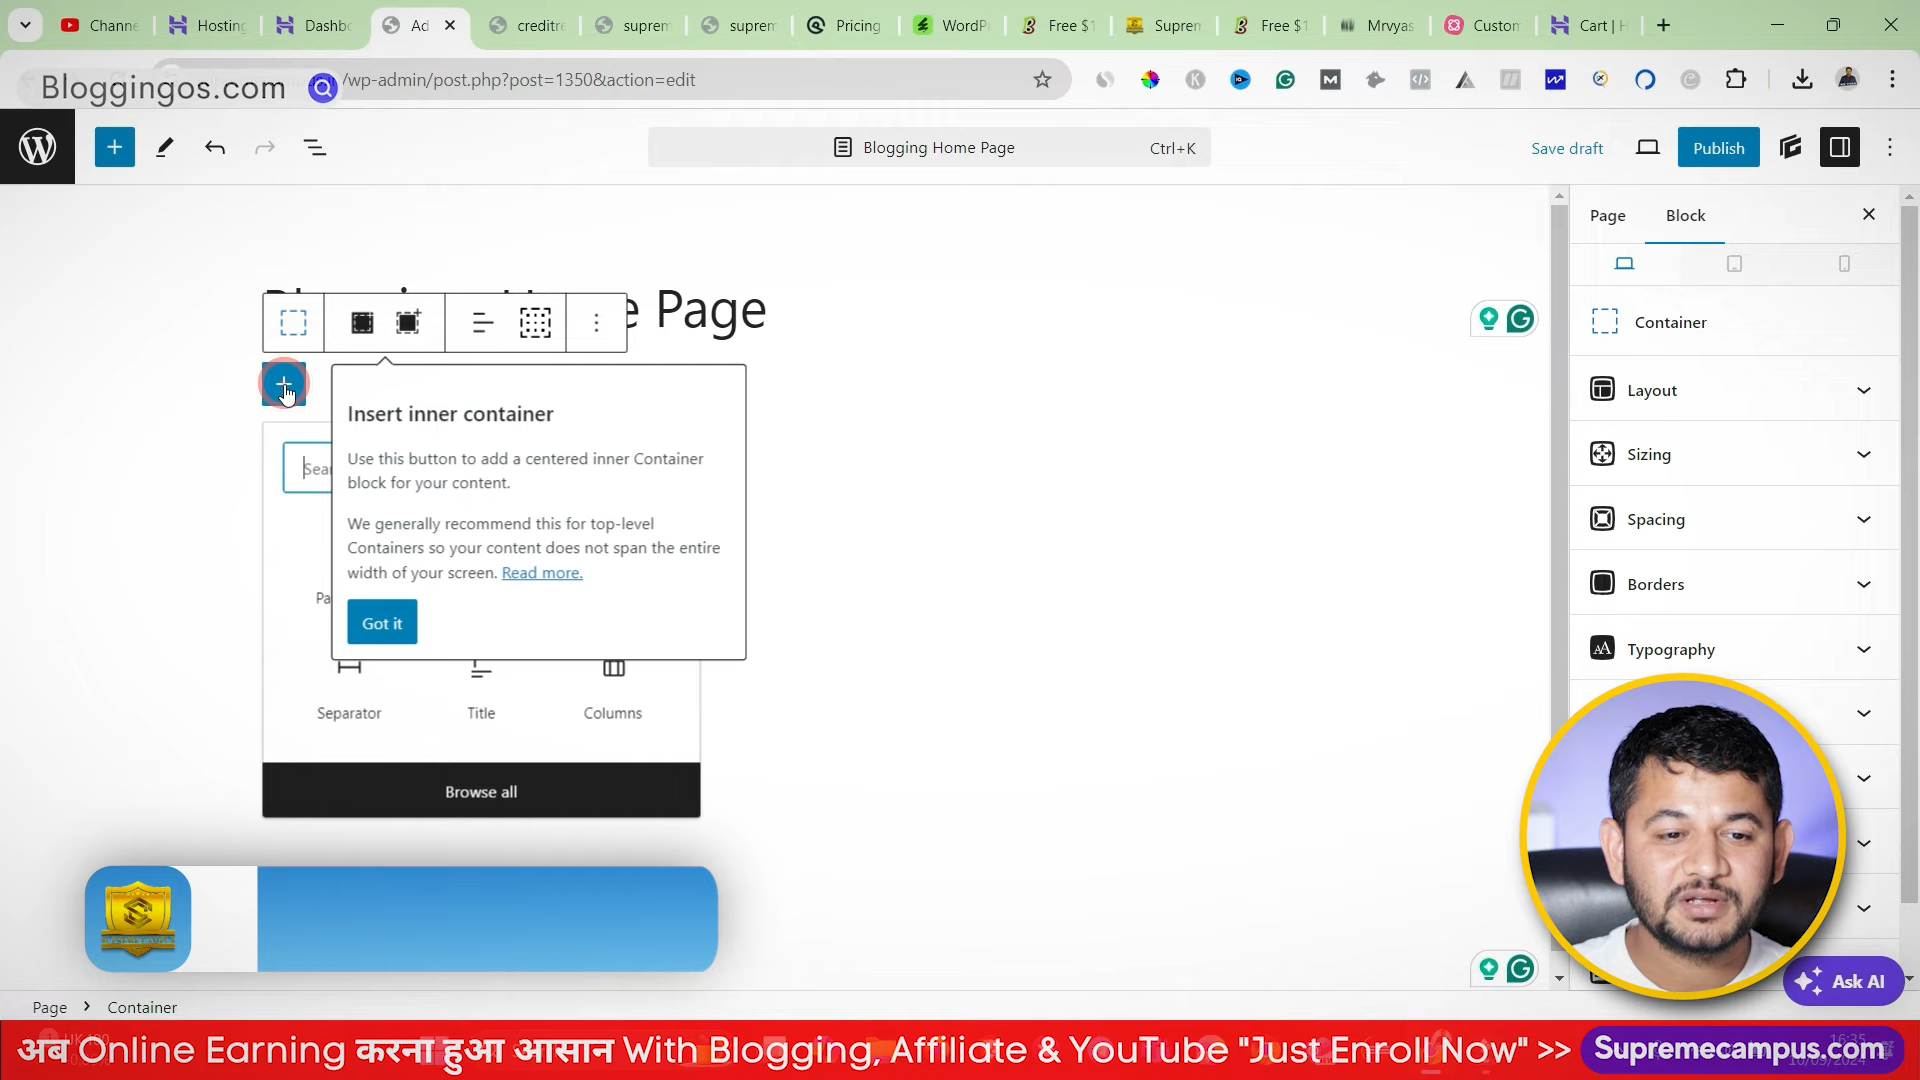 Channe
Hosting
Dashbo
Ad
creditre
suprem
suprem
Pricing
WordP
Free $1
Suprem
Free $1
Mrvyas
Custom
Cart | H
Bloggingos.com
/wp-admin/post.php?post=1350&action=edit
Blogging Home Page
Ctrl+K
Save draft
Publish
Page
Block
e Page
Container
Insert inner container
Layout
Use this button to add a centered inner Container
block for your content.
Sear
Sizing
We generally recommend this for top-level
Containers so your content does not span the entire
width of your screen. Read more.
Spacing
Pa
Borders
Got it
Typography
Separator
Title
Columns
Browse all
Ask AI
Page > Container
अब Online Earning करना हुआ आसान With Blogging, Affiliate & YouTube "Just Enroll Now" >>
Supremecampus.com